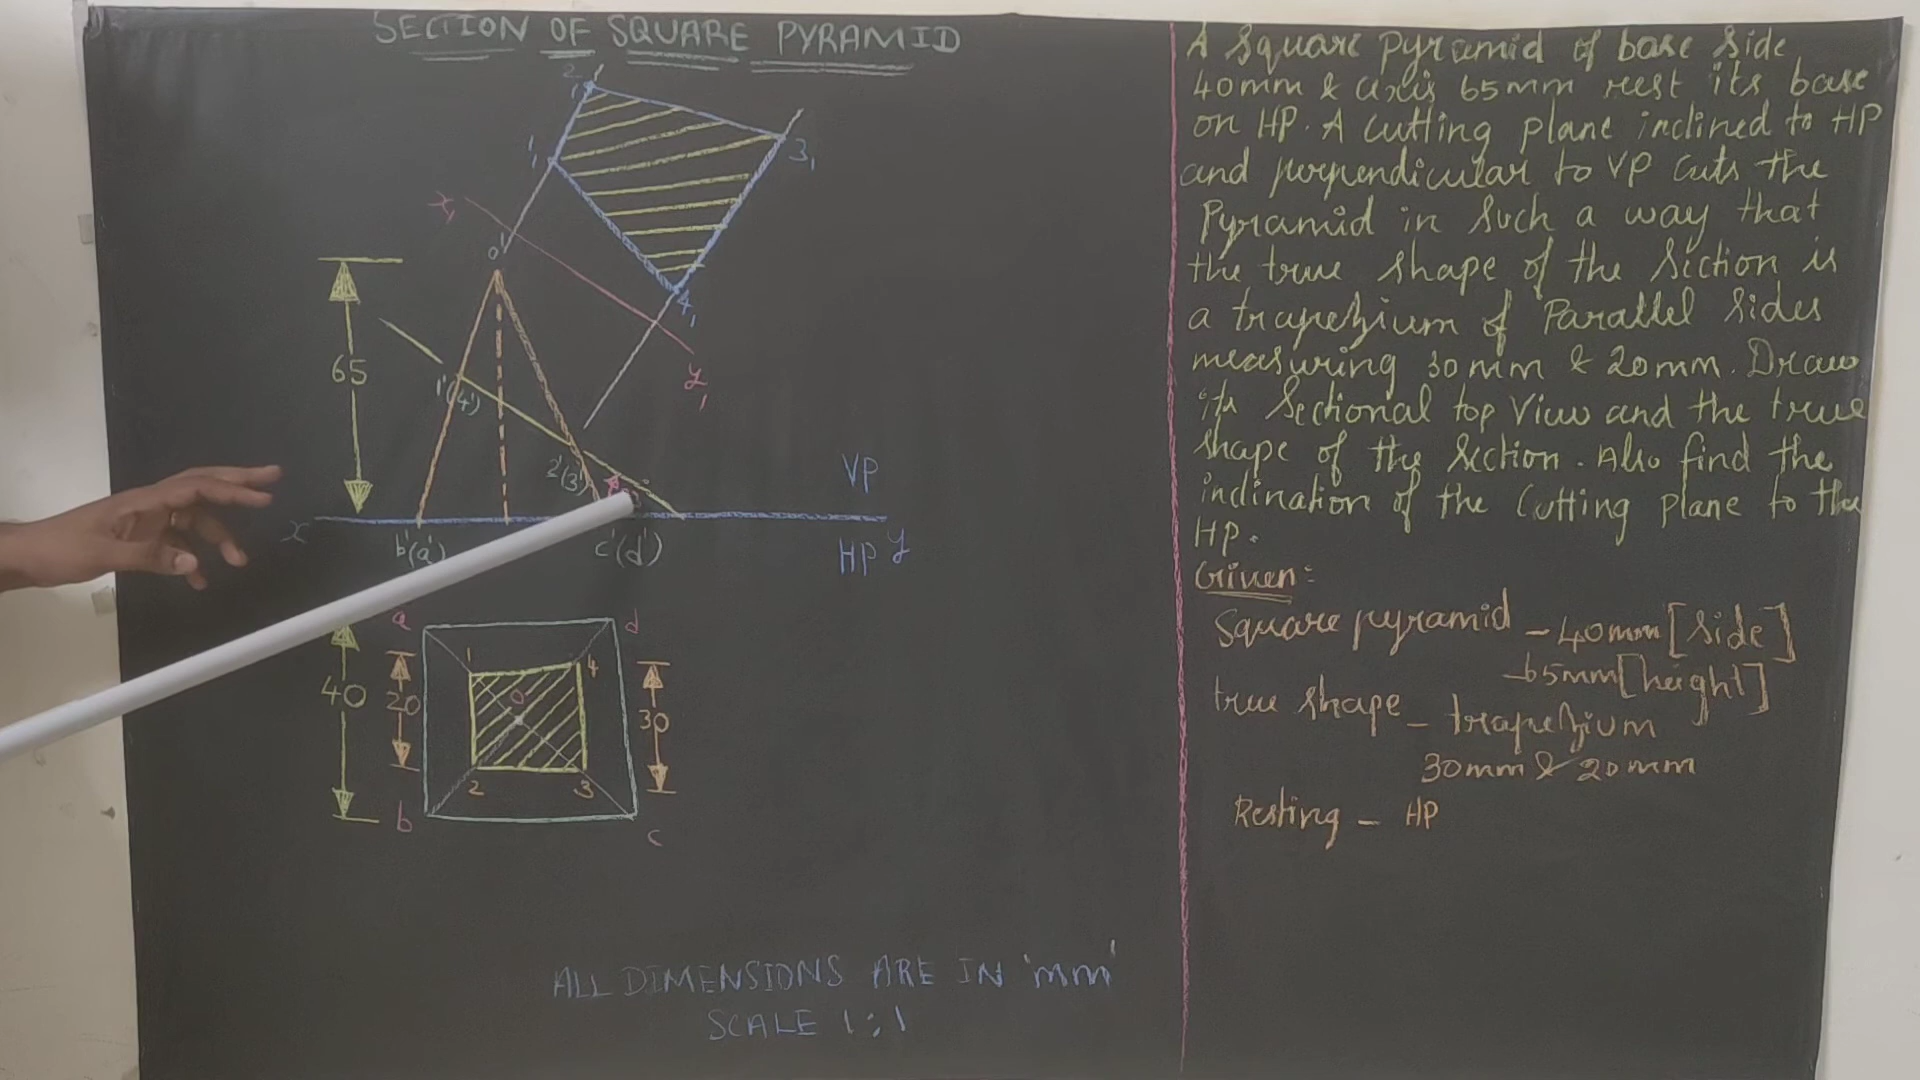 SECTION OF SQUARE PYRAMID
2
1
1,
3,
x,
o'
4,
65
y,
1'(4')
2'(3')
VP
x
b'(a')
c'(d')
HP y
a
d
1
4
40
20
o
30
2
3
b
c
ALL DIMENSIONS ARE IN 'mm'
SCALE 1:1
A Square pyramid of base side
40mm & axis 65mm rest its base
on HP. A cutting plane inclined to HP
and perpendicular to VP cuts the
Pyramid in such a way that
the true shape of the Section is
a trapezium of Parallel Sides
measuring 30mm & 20mm. Draw
its Sectional top View and the true
shape of the Section. Also find the
inclination of the Cutting plane to the
HP.
Given:
Square pyramid - 40mm [side]
-65mm[height]
true shape - trapezium
30mm & 20mm
Resting - HP